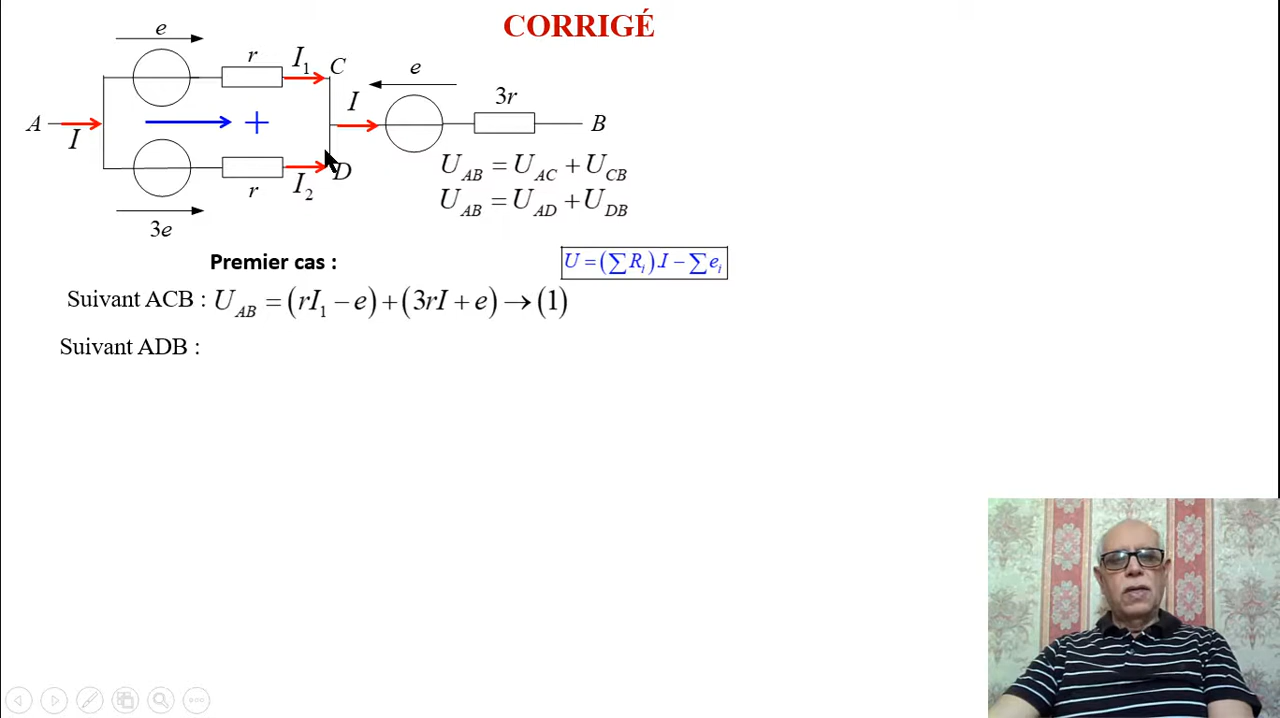 CORRIGÉ
e
r I₁ C
A I + I e 3r B
r I₂ D
3e
U_AB = U_AC + U_CB
U_AB = U_AD + U_DB
Premier cas :
U = (∑R_i).I − ∑e_i
Suivant ACB : U_AB = (rI₁ − e) + (3rI + e) → (1)
Suivant ADB :